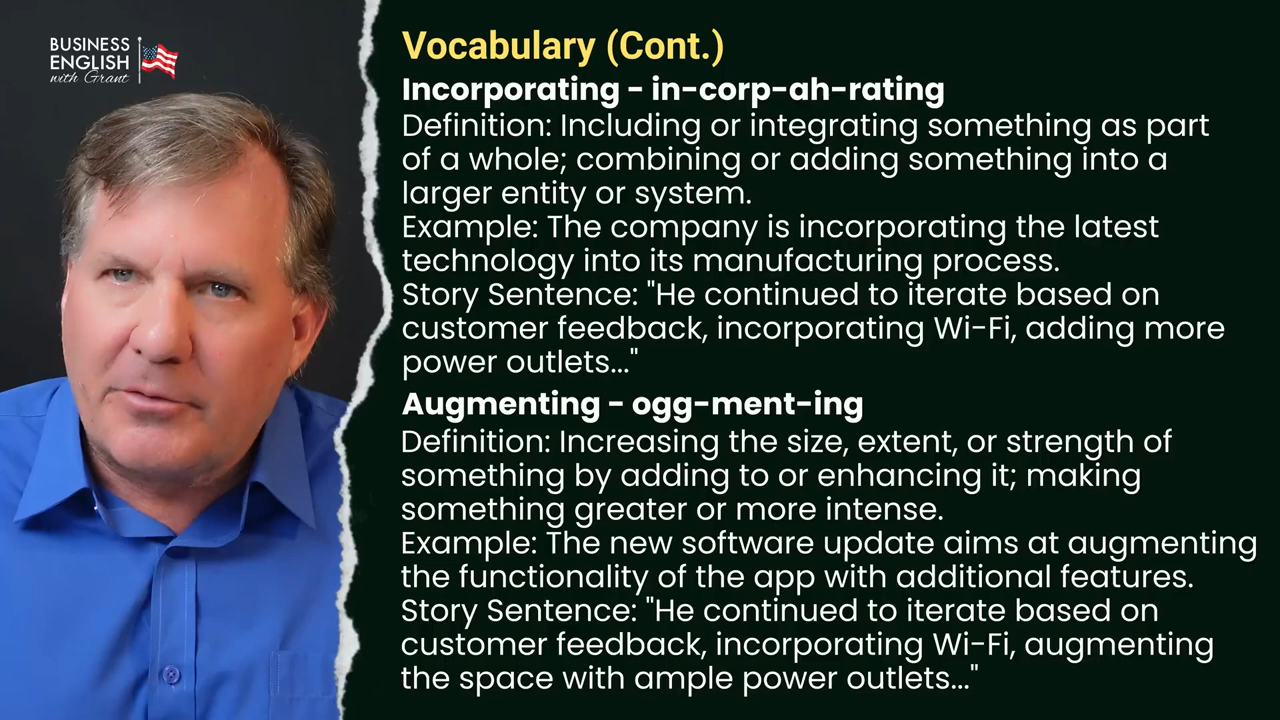 BUSINESS
ENGLISH
with Grant
Vocabulary (Cont.)
Incorporating - in-corp-ah-rating
Definition: Including or integrating something as part
of a whole; combining or adding something into a
larger entity or system.
Example: The company is incorporating the latest
technology into its manufacturing process.
Story Sentence: "He continued to iterate based on
customer feedback, incorporating Wi-Fi, adding more
power outlets..."
Augmenting - ogg-ment-ing
Definition: Increasing the size, extent, or strength of
something by adding to or enhancing it; making
something greater or more intense.
Example: The new software update aims at augmenting
the functionality of the app with additional features.
Story Sentence: "He continued to iterate based on
customer feedback, incorporating Wi-Fi, augmenting
the space with ample power outlets..."